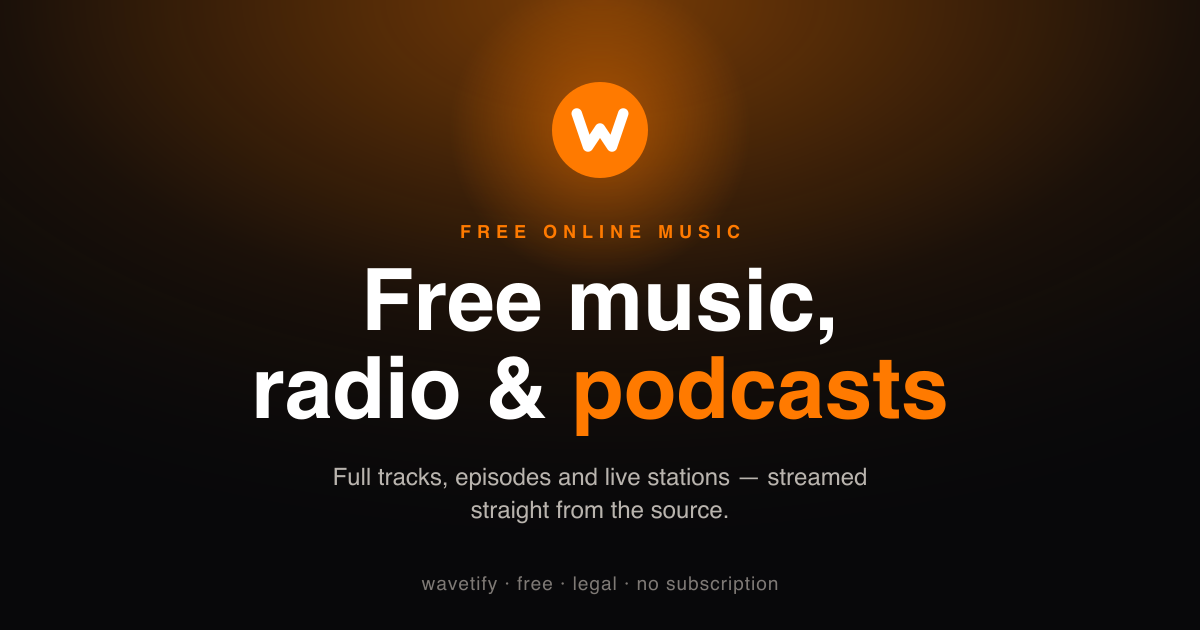 W
FREE ONLINE MUSIC
Free music,
radio & podcasts
Full tracks, episodes and live stations — streamed
straight from the source.
wavetify · free · legal · no subscription